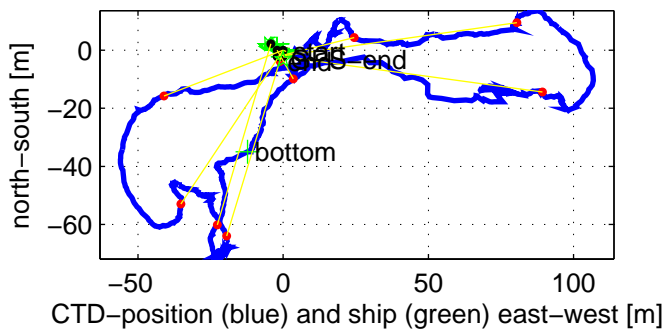 north-south [m]
0
-20
-40
-60
start
-end
bottom
-50
0
50
100
CTD-position (blue) and ship (green) east-west [m]